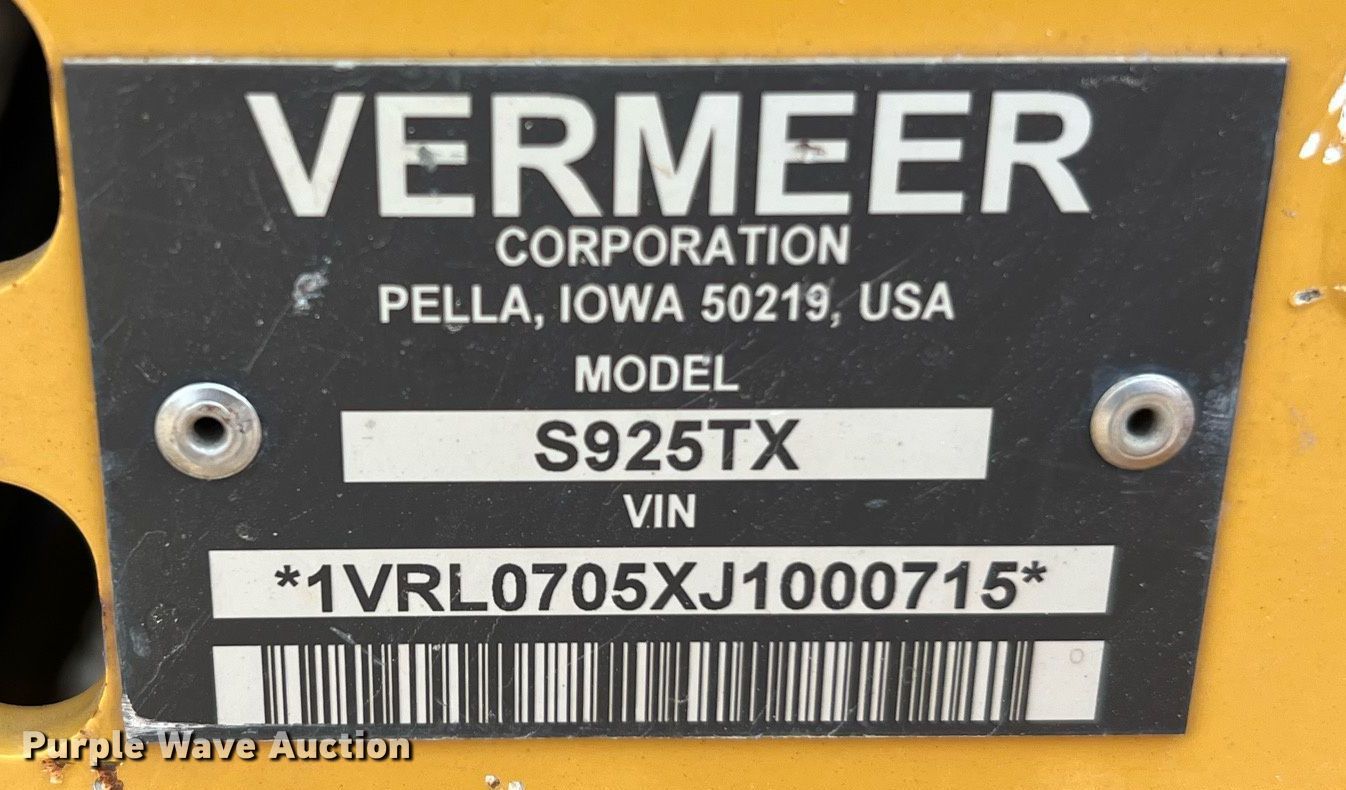 VERMEER
CORPORATION
PELLA, IOWA 50219, USA
MODEL
S925TX
VIN
*1VRL0705XJ1000715*
Purple Wave Auction